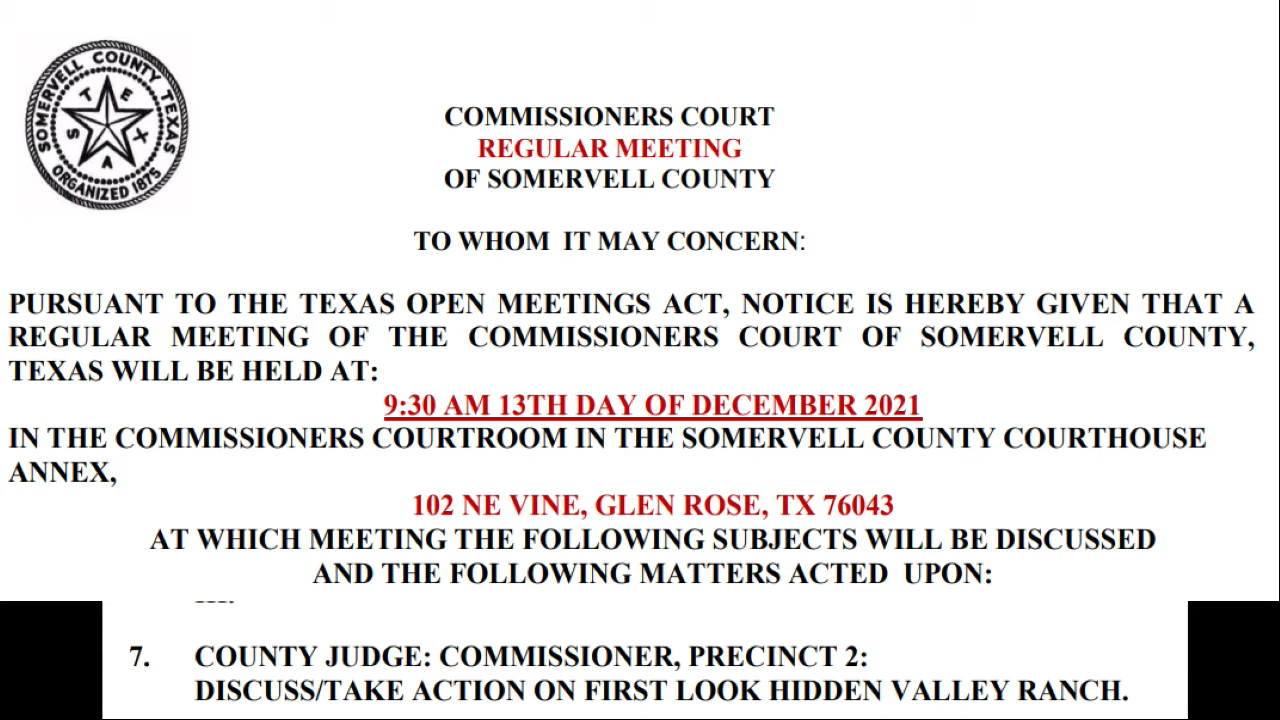 SOMERVELL COUNTY TEXAS
TEXAS
ORGANIZED 1875
COMMISSIONERS COURT
REGULAR MEETING
OF SOMERVELL COUNTY
TO WHOM IT MAY CONCERN:
PURSUANT TO THE TEXAS OPEN MEETINGS ACT, NOTICE IS HEREBY GIVEN THAT A
REGULAR MEETING OF THE COMMISSIONERS COURT OF SOMERVELL COUNTY,
TEXAS WILL BE HELD AT:
9:30 AM 13TH DAY OF DECEMBER 2021
IN THE COMMISSIONERS COURTROOM IN THE SOMERVELL COUNTY COURTHOUSE
ANNEX,
102 NE VINE, GLEN ROSE, TX 76043
AT WHICH MEETING THE FOLLOWING SUBJECTS WILL BE DISCUSSED
AND THE FOLLOWING MATTERS ACTED UPON:
7. COUNTY JUDGE: COMMISSIONER, PRECINCT 2:
DISCUSS/TAKE ACTION ON FIRST LOOK HIDDEN VALLEY RANCH.